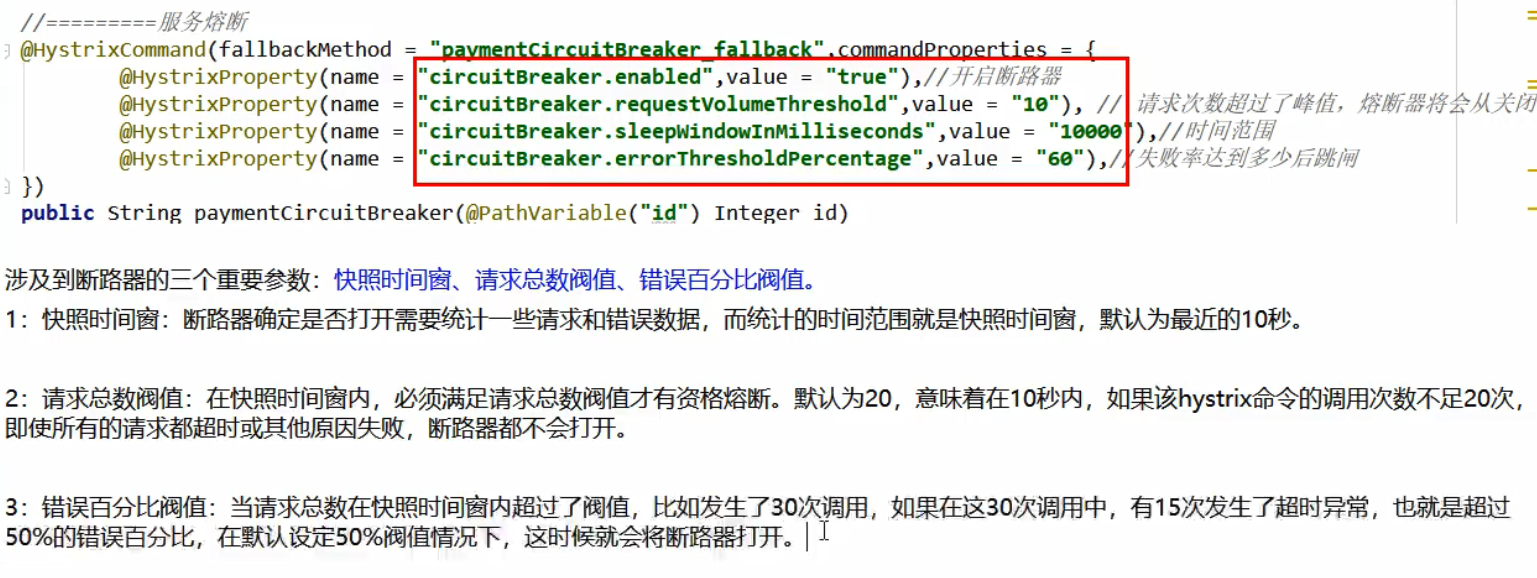 //=========服务熔断
@HystrixCommand(fallbackMethod = "paymentCircuitBreaker_fallback",commandProperties = {
@HystrixProperty(name = "circuitBreaker.enabled",value = "true"),//开启断路器
@HystrixProperty(name = "circuitBreaker.requestVolumeThreshold",value = "10"), // 请求次数超过了峰值，熔断器将会从关闭
@HystrixProperty(name = "circuitBreaker.sleepWindowInMilliseconds",value = "10000"),//时间范围
@HystrixProperty(name = "circuitBreaker.errorThresholdPercentage",value = "60"),//失败率达到多少后跳闸
})
public String paymentCircuitBreaker(@PathVariable("id") Integer id)
涉及到断路器的三个重要参数：快照时间窗、请求总数阀值、错误百分比阀值。
1：快照时间窗：断路器确定是否打开需要统计一些请求和错误数据，而统计的时间范围就是快照时间窗，默认为最近的10秒。
2：请求总数阀值：在快照时间窗内，必须满足请求总数阀值才有资格熔断。默认为20，意味着在10秒内，如果该hystrix命令的调用次数不足20次，
即使所有的请求都超时或其他原因失败，断路器都不会打开。
3：错误百分比阀值：当请求总数在快照时间窗内超过了阀值，比如发生了30次调用，如果在这30次调用中，有15次发生了超时异常，也就是超过
50%的错误百分比，在默认设定50%阀值情况下，这时候就会将断路器打开。